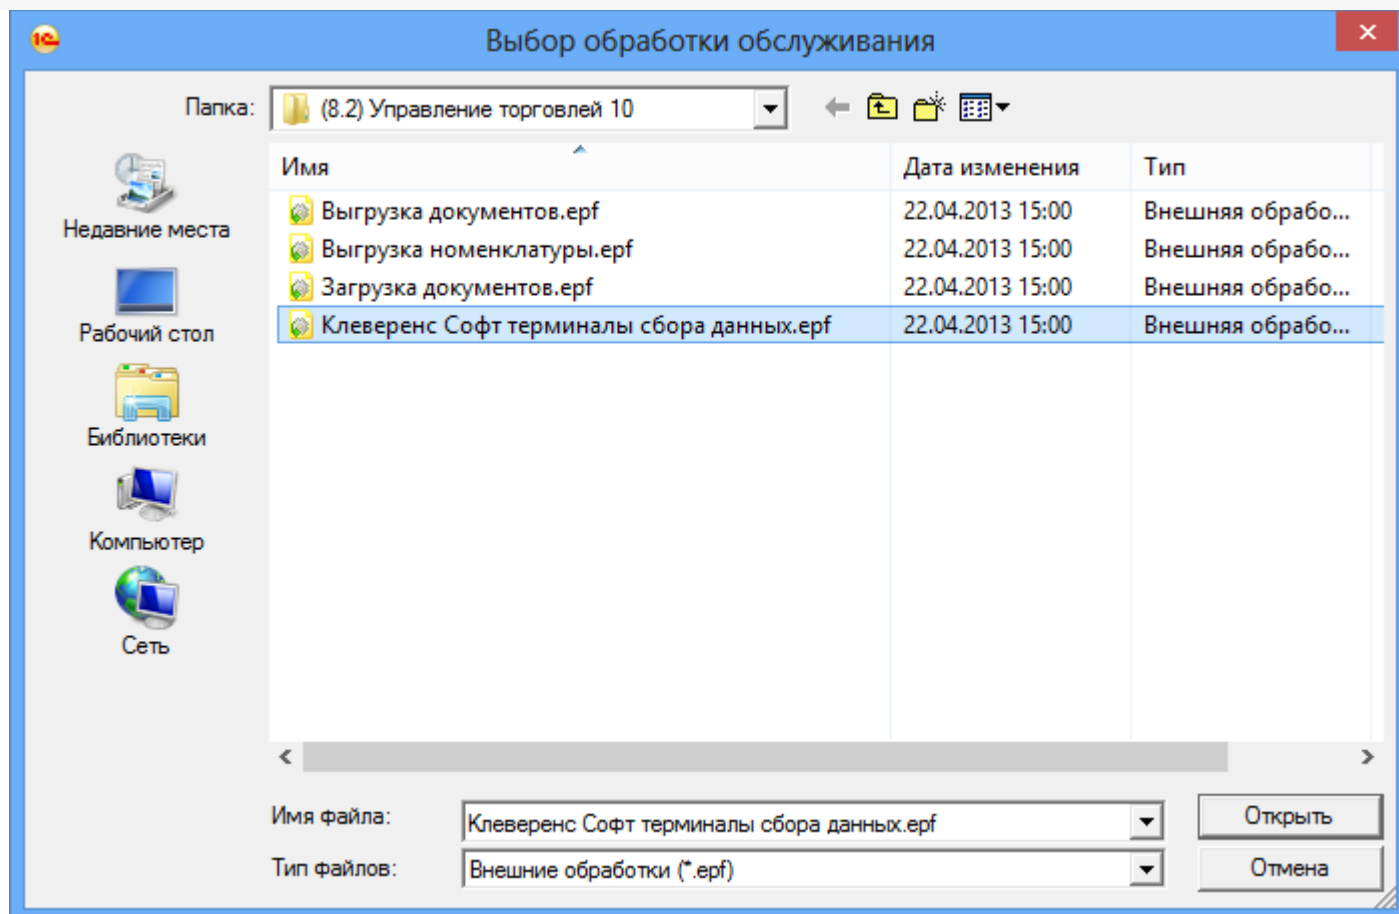 1С
Выбор обработки обслуживания
Папка: (8.2) Управление торговлей 10
Имя Дата изменения Тип
Выгрузка документов.epf 22.04.2013 15:00 Внешняя обрабо...
Выгрузка номенклатуры.epf 22.04.2013 15:00 Внешняя обрабо...
Загрузка документов.epf 22.04.2013 15:00 Внешняя обрабо...
Клеверенс Софт терминалы сбора данных.epf 22.04.2013 15:00 Внешняя обрабо...
Недавние места
Рабочий стол
Библиотеки
Компьютер
Сеть
Имя файла: Клеверенс Софт терминалы сбора данных.epf Открыть
Тип файлов: Внешние обработки (*.epf) Отмена